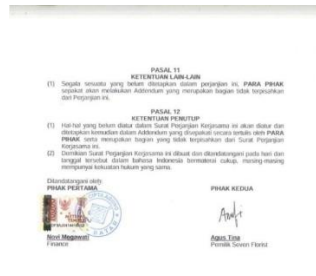 PASAL 11
KETENTUAN LAIN-LAIN
(1) Segala sesuatu yang belum ditetapkan dalam perjanjian ini, PARA PIHAK
sepakat akan melakukan Addendum yang merupakan bagian tidak terpisahkan
dari Perjanjian ini.
PASAL 12
KETENTUAN PENUTUP
(1) Hal-hal yang belum diatur dalam Surat Perjanjian Kerjasama ini akan diatur dan
ditetapkan kemudian dalam Addendum yang disepakati secara tertulis oleh PARA
PIHAK serta merupakan bagian yang tidak terpisahkan dari Surat Perjanjian
Kerjasama ini.
(2) Demikian Surat Perjanjian Kerjasama ini dibuat dan ditandatangani pada hari dan
tanggal tersebut dalam bahasa Indonesia bermaterai cukup, masing-masing
mempunyai kekuatan hukum yang sama.
Ditandatangani oleh:
PIHAK PERTAMA
PIHAK KEDUA
Novi Megawati
Finance
Agus Tina
Pemilik Seven Florist